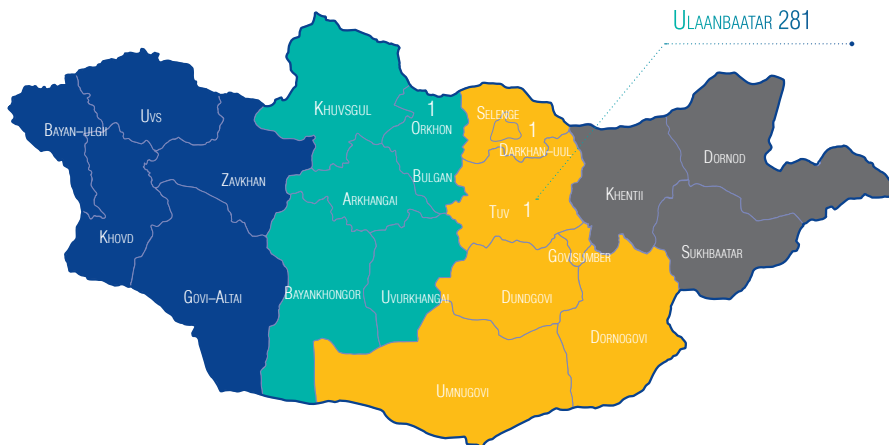 ULAANBAATAR 281
KHUVSGUL
1
ORKHON
SELENGE
1
DARKHAN-UUL
UVS
BAYAN-ULGII
ZAVKHAN
BULGAN
ARKHANGAI
KHENTII
DORNOD
KHOVD
TUV 1
GOVISUMBER
SUKHBAATAR
GOVI-ALTAI
BAYANKHONGOR
UVURKHANGAI
DUNDGOVI
DORNOGOVI
UMNUGOVI